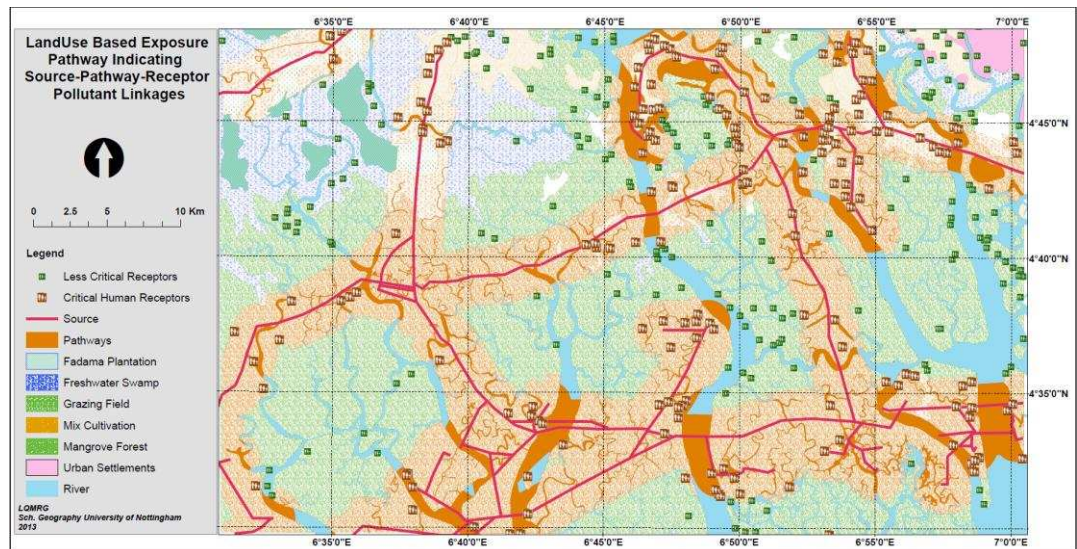 LandUse Based Exposure
Pathway Indicating
Source-Pathway-Receptor
Pollutant Linkages
0 2.5 5 10 Km
Legend
Less Critical Receptors
Critical Human Receptors
Source
Pathways
Fadama Plantation
Freshwater Swamp
Grazing Field
Mix Cultivation
Mangrove Forest
Urban Settlements
River
LQMRG
Sch. Geography University of Nottingham
2013
6°35'0"E 6°40'0"E 6°45'0"E 6°50'0"E 6°55'0"E 7°0'0"E
4°45'0"N
4°40'0"N
4°35'0"N
6°35'0"E 6°40'0"E 6°45'0"E 6°50'0"E 6°55'0"E 7°0'0"E